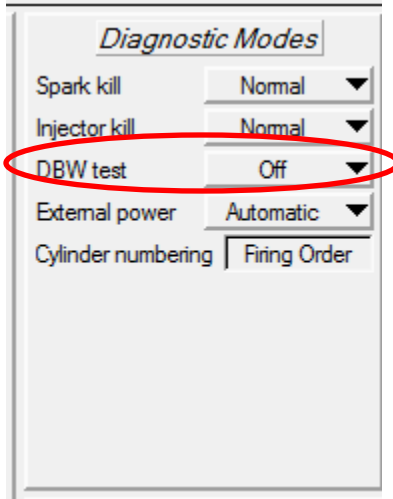 Diagnostic Modes
Spark kill Normal
Injector kill Normal
DBW test Off
External power Automatic
Cylinder numbering Firing Order